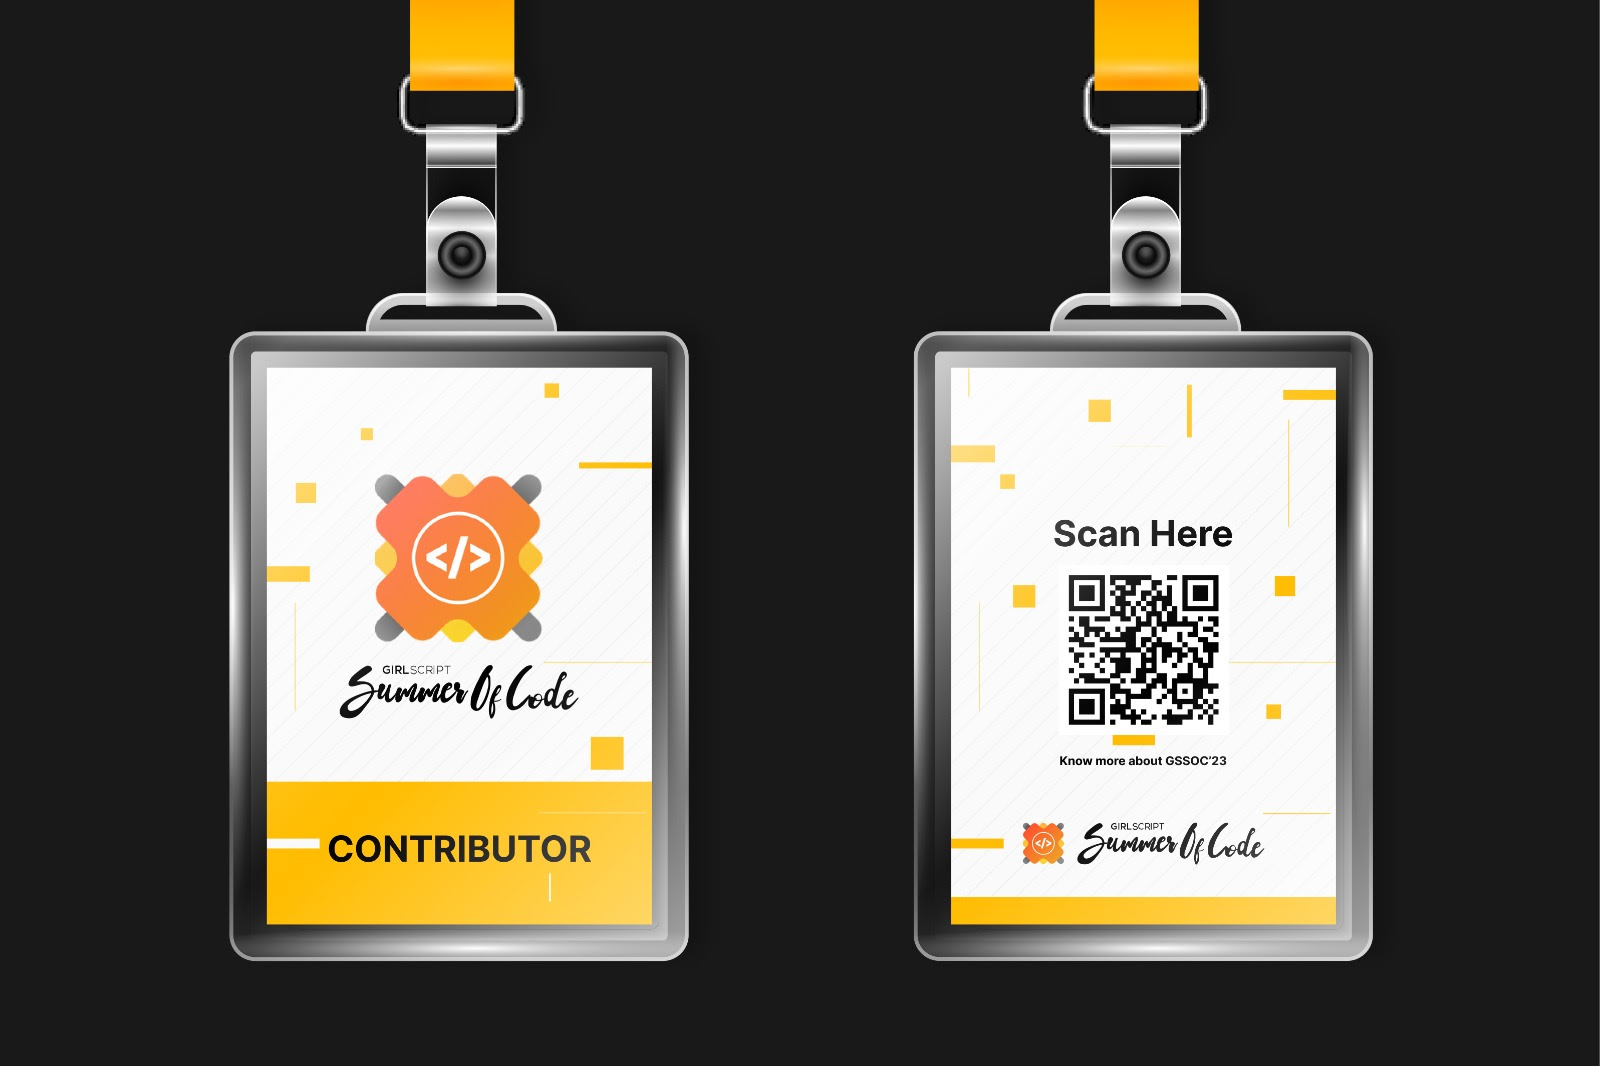 </>
GIRLSCRIPT
Summer Of Code
CONTRIBUTOR
Scan Here
Know more about GSSOC'23
</>
GIRLSCRIPT
Summer Of Code